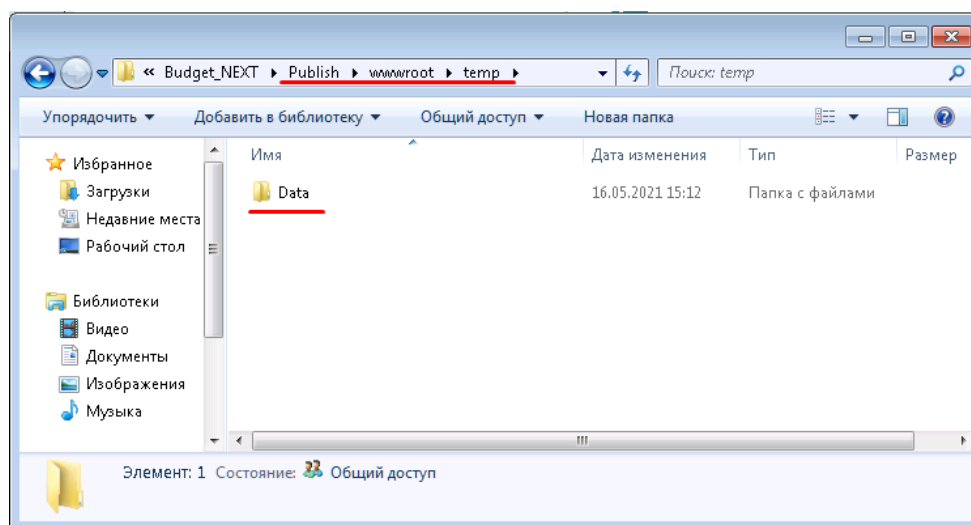 « Budget_NEXT ▸ Publish ▸ wwwroot ▸ temp ▸ Поиск: temp
Упорядочить ▼ Добавить в библиотеку ▼ Общий доступ ▼ Новая папка
Имя Дата изменения Тип Размер
Data 16.05.2021 15:12 Папка с файлами
Избранное
Загрузки
Недавние места
Рабочий стол
Библиотеки
Видео
Документы
Изображения
Музыка
Элемент: 1 Состояние: Общий доступ